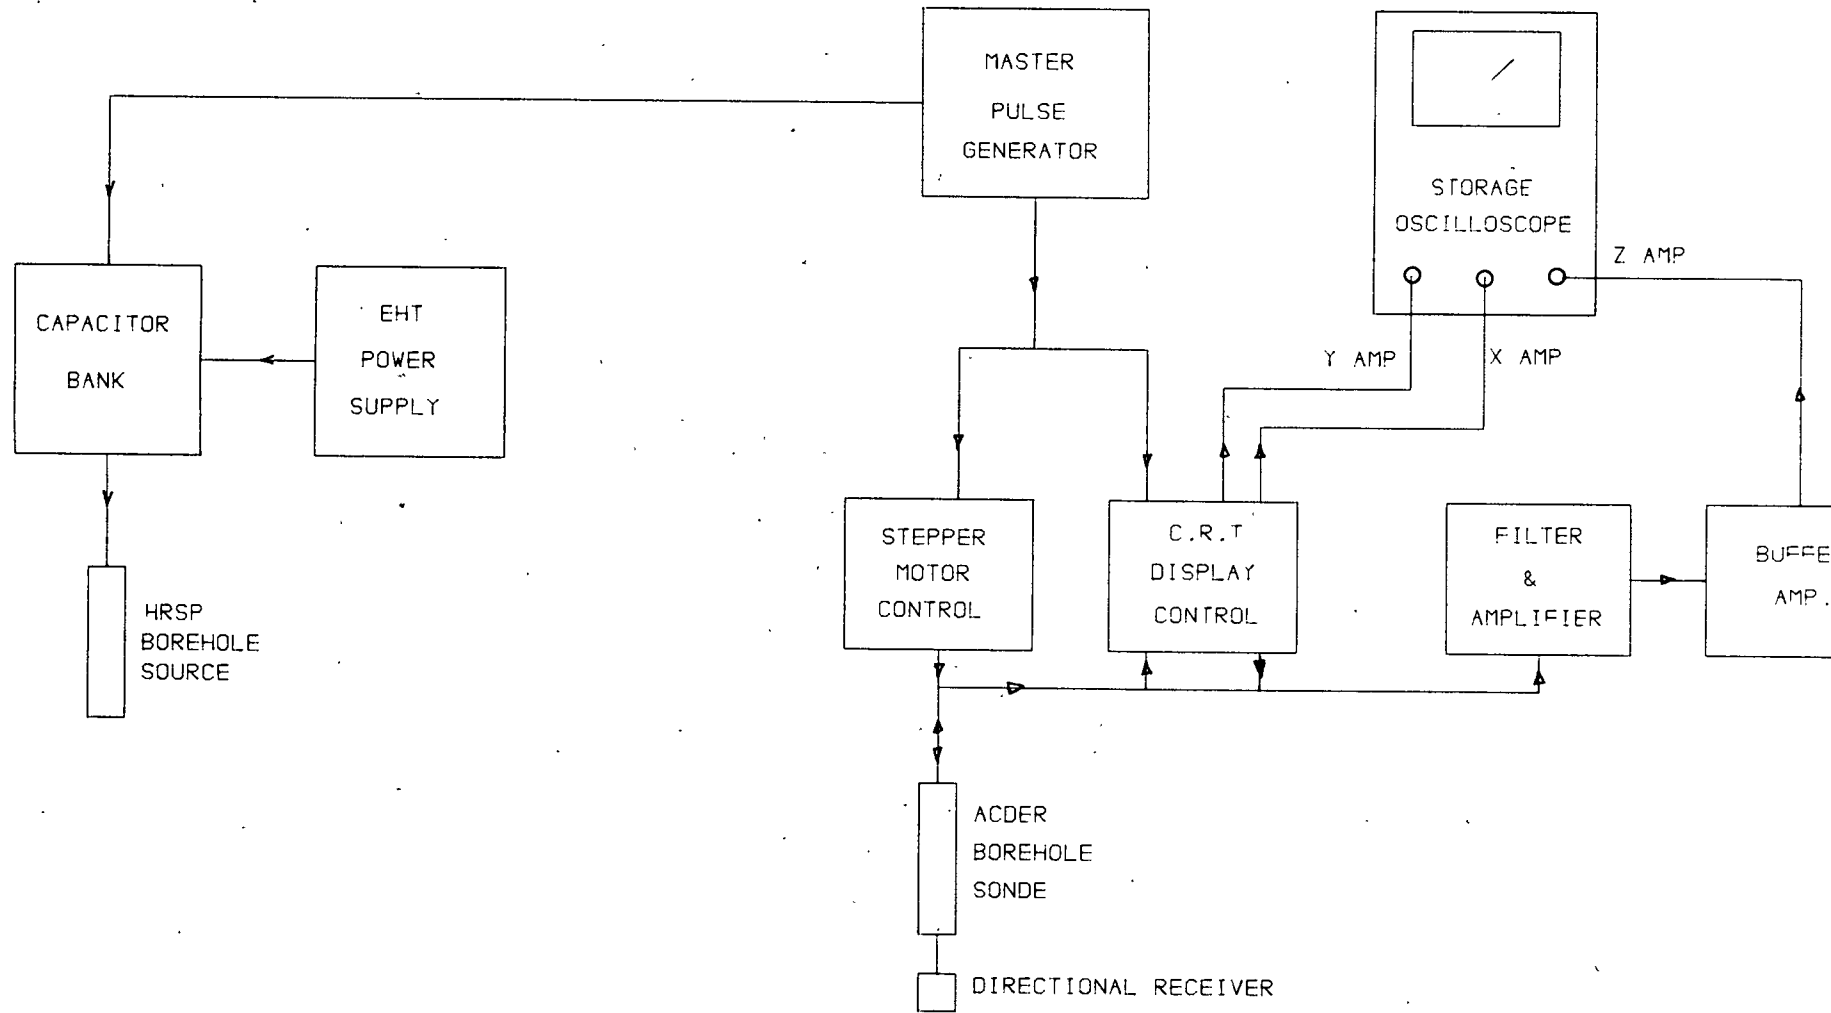 MASTER
PULSE
GENERATOR
STORAGE
OSCILLOSCOPE
Z AMP
Y AMP
X AMP
CAPACITOR
BANK
EHT
POWER
SUPPLY
HRSP
BOREHOLE
SOURCE
STEPPER
MOTOR
CONTROL
C.R.T
DISPLAY
CONTROL
FILTER
&
AMPLIFIER
BUFFE
AMP.
ACDER
BOREHOLE
SONDE
DIRECTIONAL RECEIVER